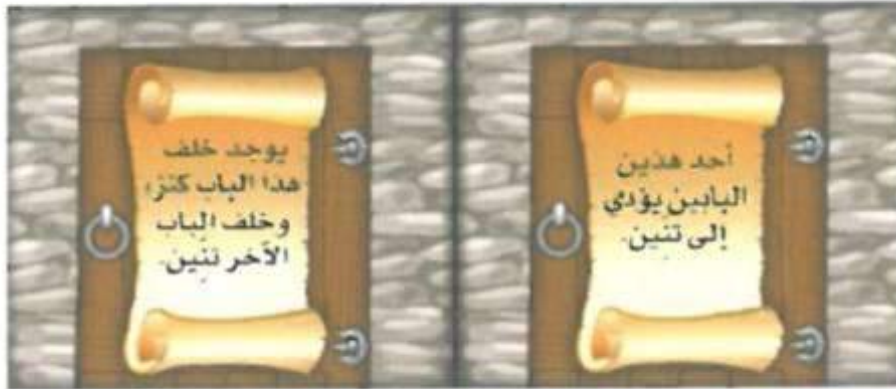 أحد هذين
البابين يؤدي
إلى تنين.
يوجد خلف
هذا الباب كنز،
وخلف الباب
الآخر تنين.